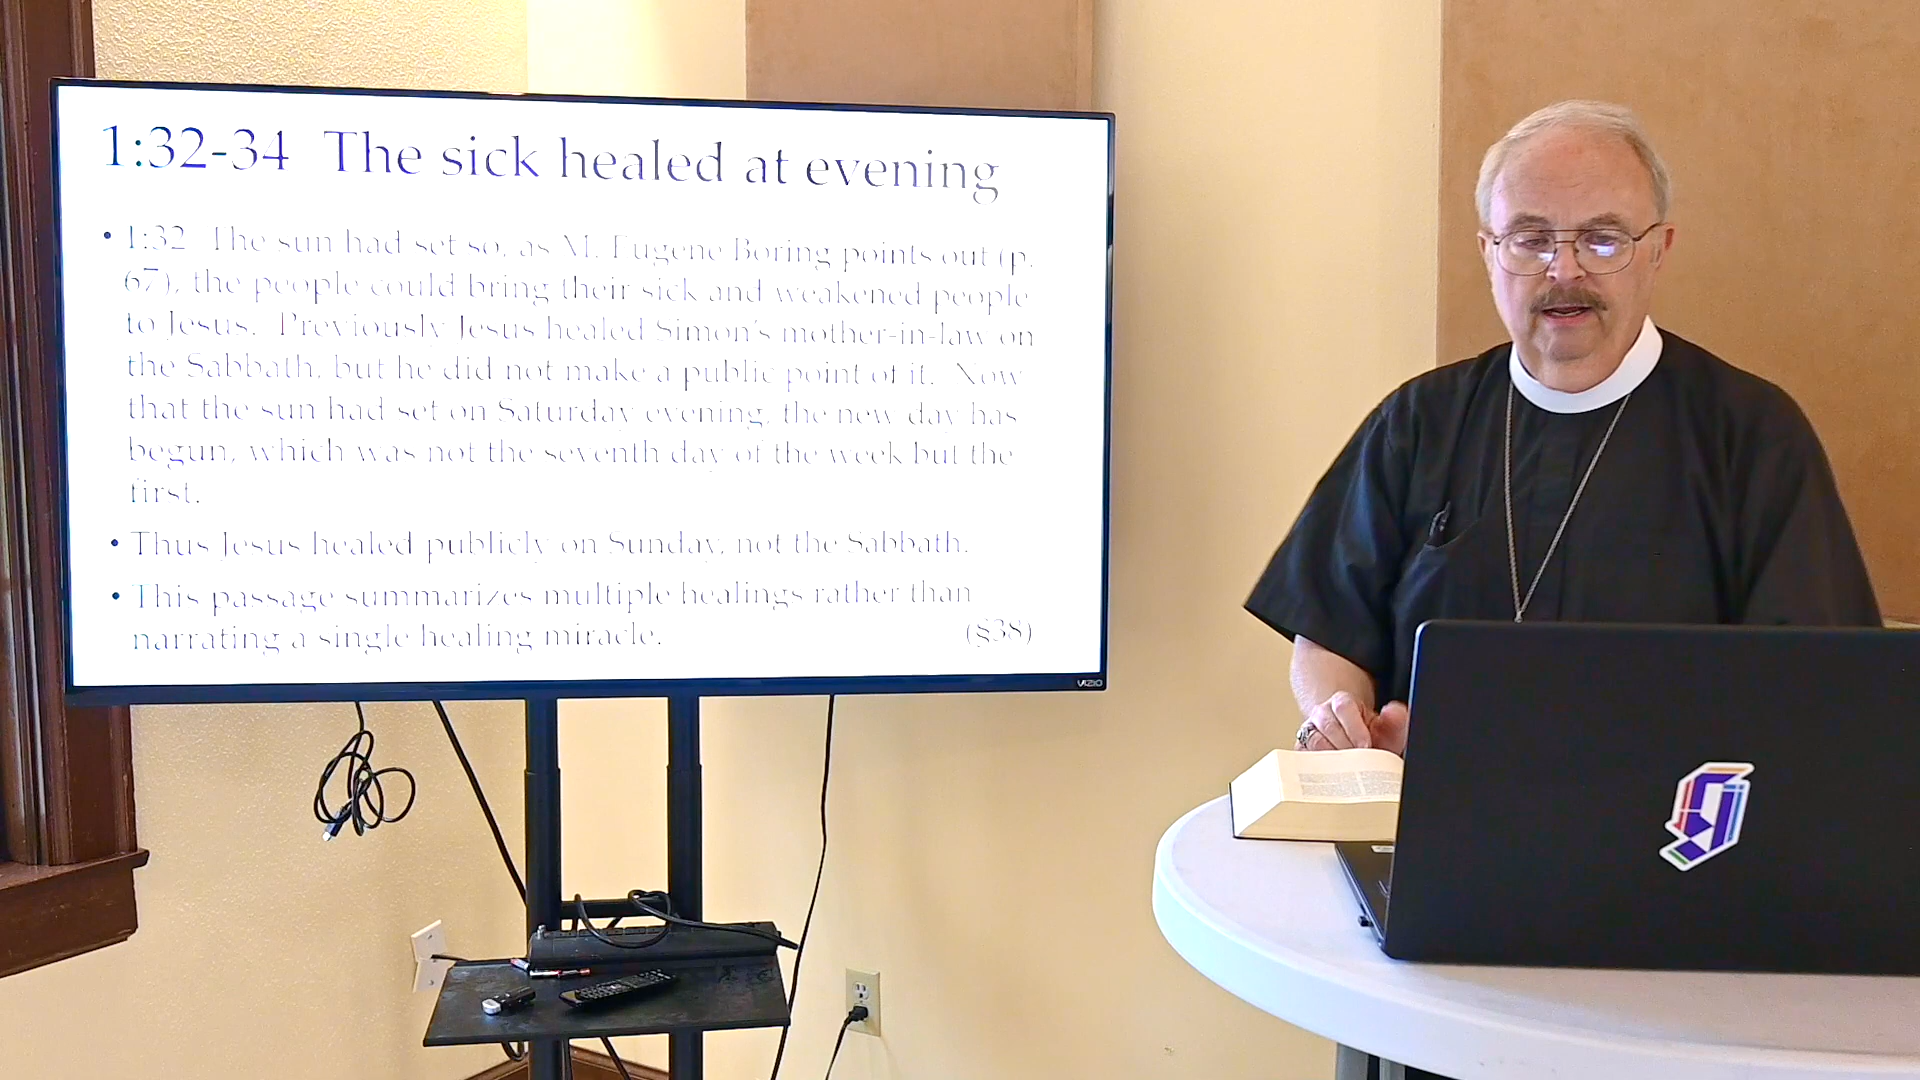 1:32-34 The sick healed at evening
• 1:32 The sun had set so, as M. Eugene Boring points out (p.
67), the people could bring their sick and weakened people
to Jesus. Previously Jesus healed Simon's mother-in-law on
the Sabbath, but he did not make a public point of it. Now
that the sun had set on Saturday evening, the new day has
begun, which was not the seventh day of the week but the
first.
• Thus Jesus healed publicly on Sunday, not the Sabbath.
• This passage summarizes multiple healings rather than
narrating a single healing miracle. (§38)
VIZIO